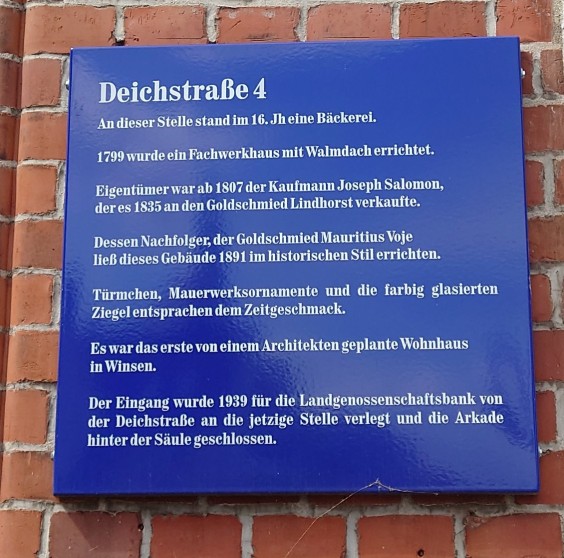 Deichstraße 4
An dieser Stelle stand im 16. Jh eine Bäckerei.
1799 wurde ein Fachwerkhaus mit Walmdach errichtet.
Eigentümer war ab 1807 der Kaufmann Joseph Salomon,
der es 1835 an den Goldschmied Lindhorst verkaufte.
Dessen Nachfolger, der Goldschmied Mauritius Voje
ließ dieses Gebäude 1891 im historischen Stil errichten.
Türmchen, Mauerwerksornamente und die farbig glasierten
Ziegel entsprachen dem Zeitgeschmack.
Es war das erste von einem Architekten geplante Wohnhaus
in Winsen.
Der Eingang wurde 1939 für die Landgenossenschaftsbank von
der Deichstraße an die jetzige Stelle verlegt und die Arkade
hinter der Säule geschlossen.